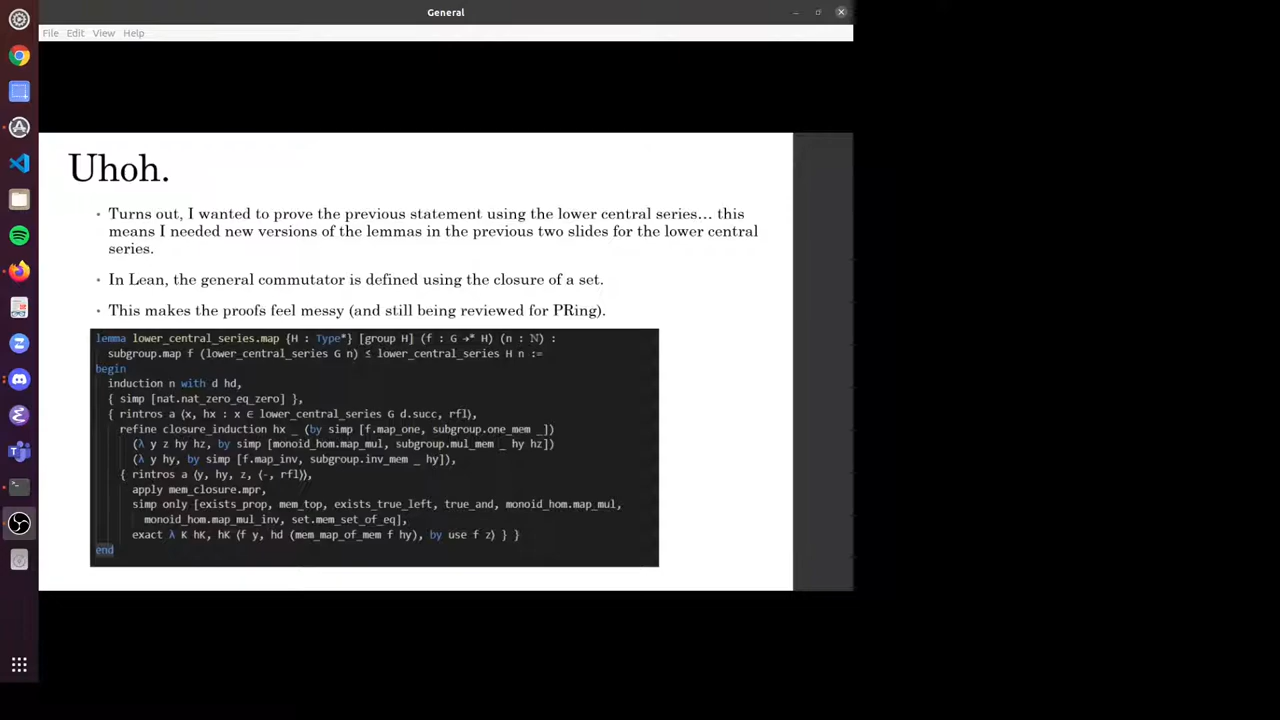 General
File Edit View Help
Uhoh.
• Turns out, I wanted to prove the previous statement using the lower central series… this
means I needed new versions of the lemmas in the previous two slides for the lower central
series.
• In Lean, the general commutator is defined using the closure of a set.
• This makes the proofs feel messy (and still being reviewed for PRing).
lemma lower_central_series.map {H : Type*} [group H] (f : G →* H) (n : ℕ) :
subgroup.map f (lower_central_series G n) ≤ lower_central_series H n :=
begin
induction n with d hd,
{ simp [nat.nat_zero_eq_zero] },
{ rintros a ⟨x, hx : x ∈ lower_central_series G d.succ, rfl⟩,
refine closure_induction hx _ (by simp [f.map_one, subgroup.one_mem _])
(λ y z hy hz, by simp [monoid_hom.map_mul, subgroup.mul_mem _ hy hz])
(λ y hy, by simp [f.map_inv, subgroup.inv_mem _ hy]),
{ rintros a ⟨y, hy, z, ⟨-, rfl⟩⟩,
apply mem_closure.mpr,
simp only [exists_prop, mem_top, exists_true_left, true_and, monoid_hom.map_mul,
monoid_hom.map_mul_inv, set.mem_set_of_eq],
exact λ K hK, hK ⟨f y, hd (mem_map_of_mem f hy), by use f z⟩ } }
end